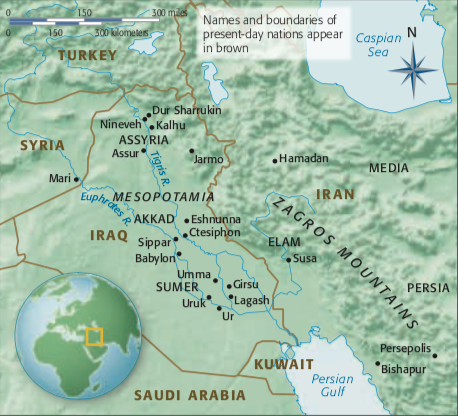 0 150 300 miles
0 150 300 kilometers
Names and boundaries of
present-day nations appear
in brown
Caspian
Sea
N
TURKEY
Dur Sharrukin
Nineveh
Kalhu
ASSYRIA
SYRIA
Assur
Tigris R.
Jarmo
Hamadan
MEDIA
Mari
MESOPOTAMIA
IRAN
Euphrates R.
AKKAD
Eshnunna
Ctesiphon
ZAGROS MOUNTAINS
IRAQ
Sippar
ELAM
Babylon
Susa
Umma
Girsu
PERSIA
SUMER
Uruk
Lagash
Ur
Persepolis
KUWAIT
Bishapur
Persian
Gulf
SAUDI ARABIA